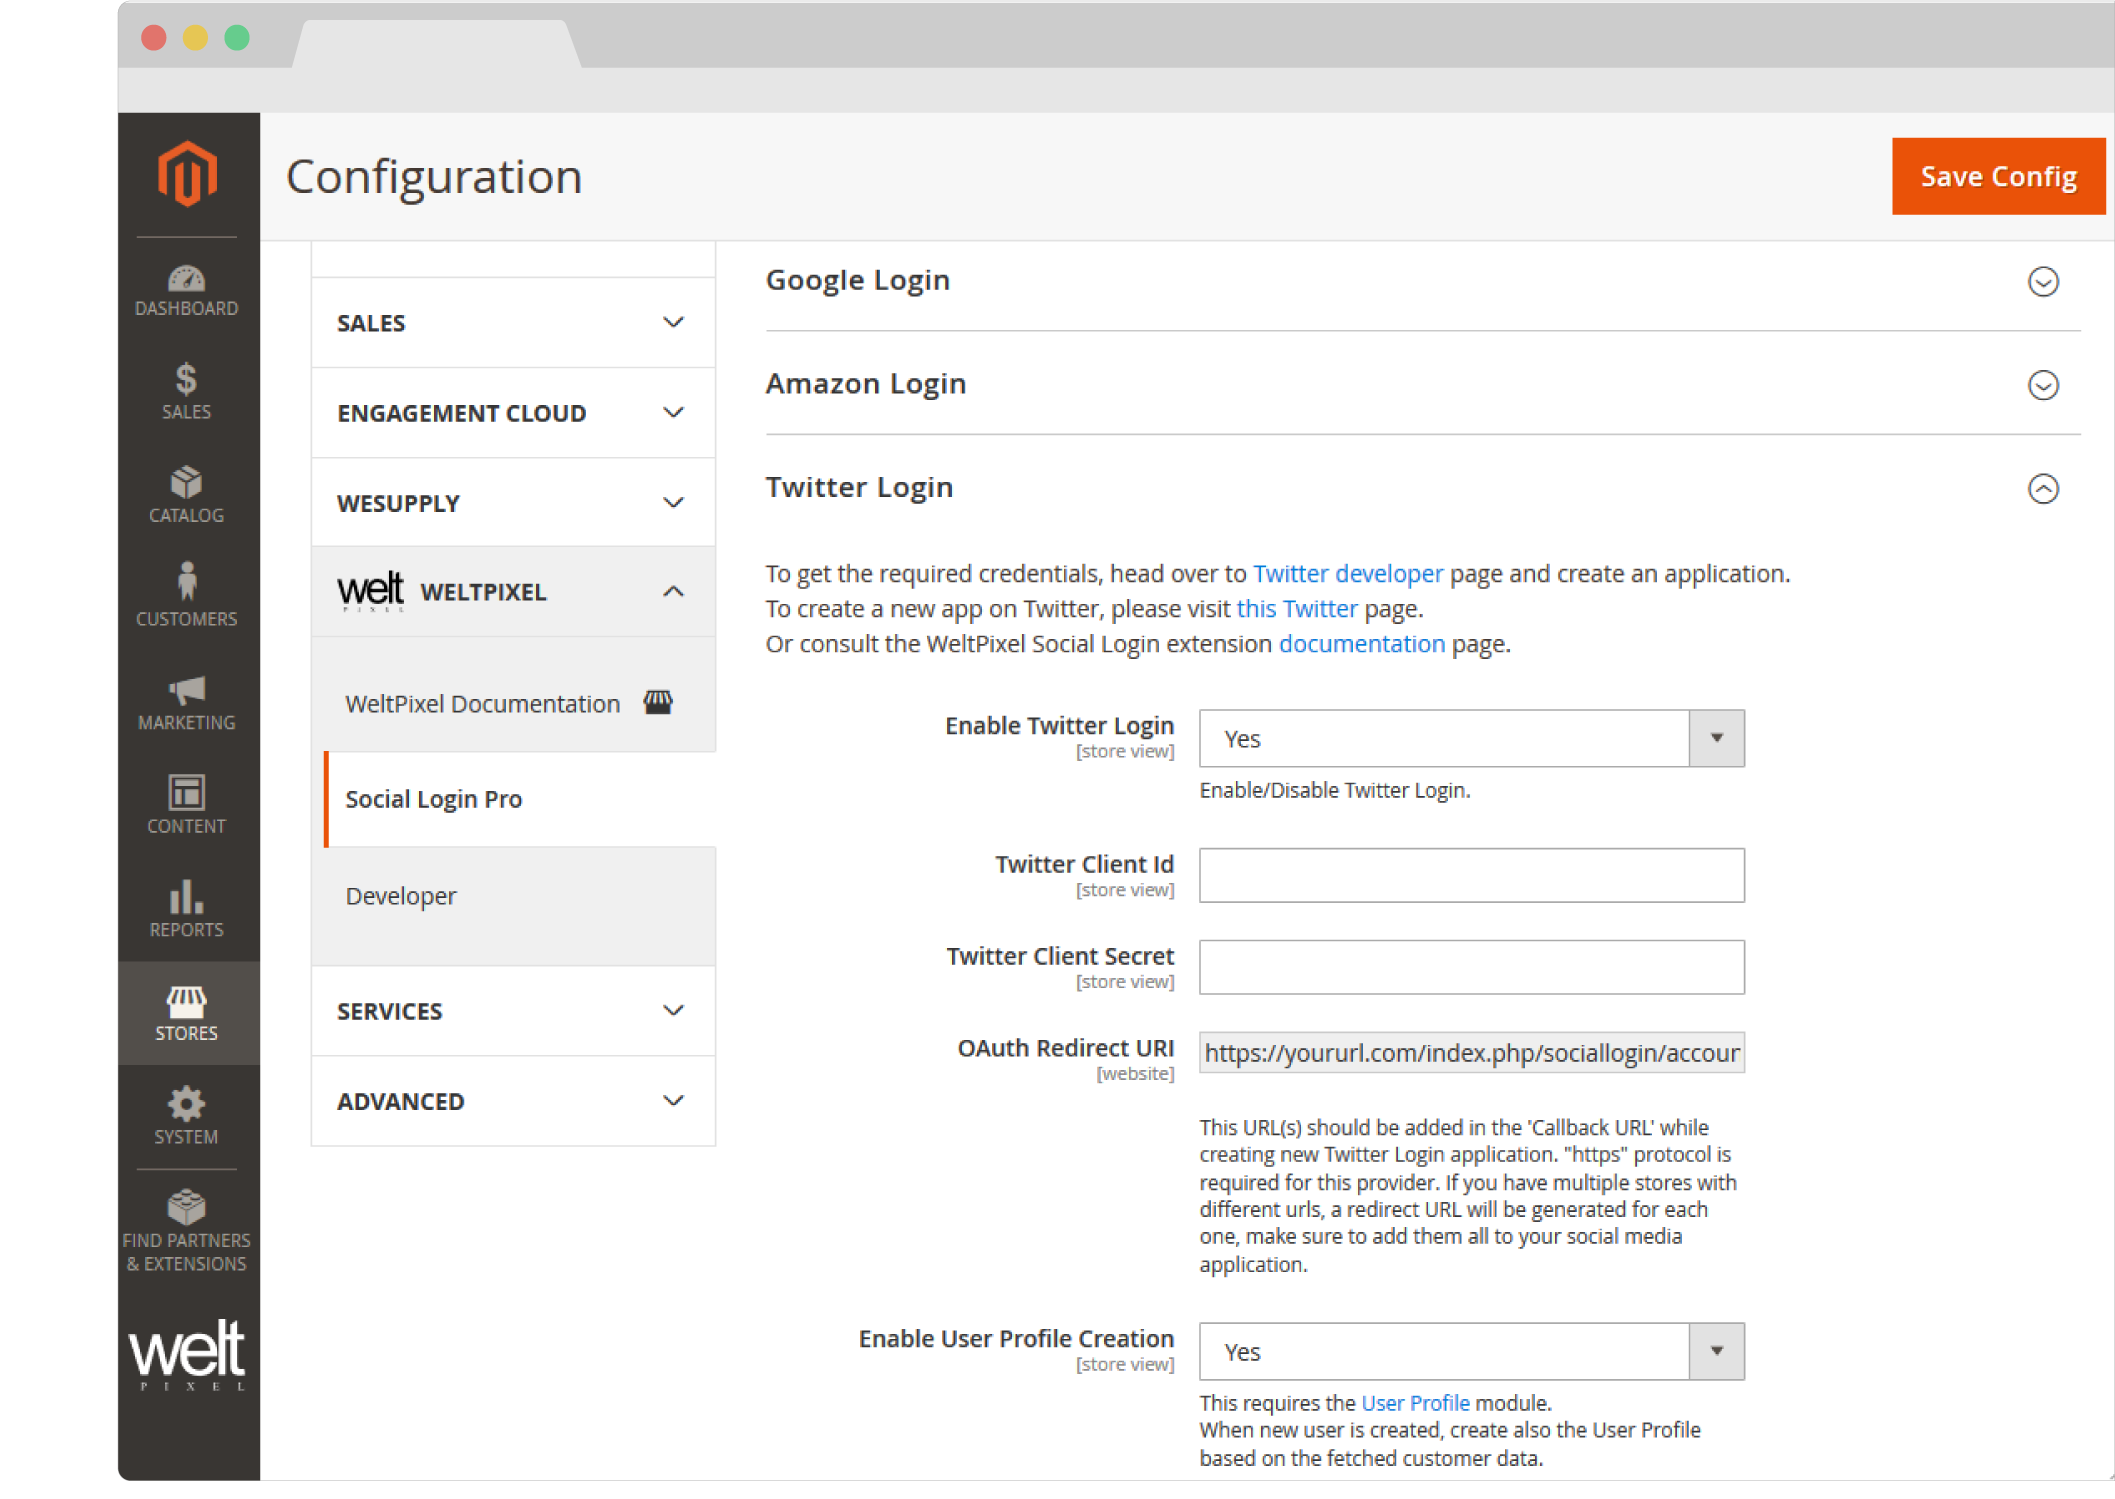 Configuration
Save Config
DASHBOARD
SALES
CATALOG
CUSTOMERS
MARKETING
CONTENT
REPORTS
STORES
SYSTEM
FIND PARTNERS
& EXTENSIONS
welt
PIXEL
SALES
ENGAGEMENT CLOUD
WESUPPLY
welt
PIXEL
WELTPIXEL
WeltPixel Documentation
Social Login Pro
Developer
SERVICES
ADVANCED
Google Login
Amazon Login
Twitter Login
To get the required credentials, head over to Twitter developer page and create an application.
To create a new app on Twitter, please visit this Twitter page.
Or consult the WeltPixel Social Login extension documentation page.
Enable Twitter Login
[store view]
Yes
Enable/Disable Twitter Login.
Twitter Client Id
[store view]
Twitter Client Secret
[store view]
OAuth Redirect URI
[website]
https://yoururl.com/index.php/sociallogin/accour
This URL(s) should be added in the 'Callback URL' while
creating new Twitter Login application. "https" protocol is
required for this provider. If you have multiple stores with
different urls, a redirect URL will be generated for each
one, make sure to add them all to your social media
application.
Enable User Profile Creation
[store view]
Yes
This requires the User Profile module.
When new user is created, create also the User Profile
based on the fetched customer data.